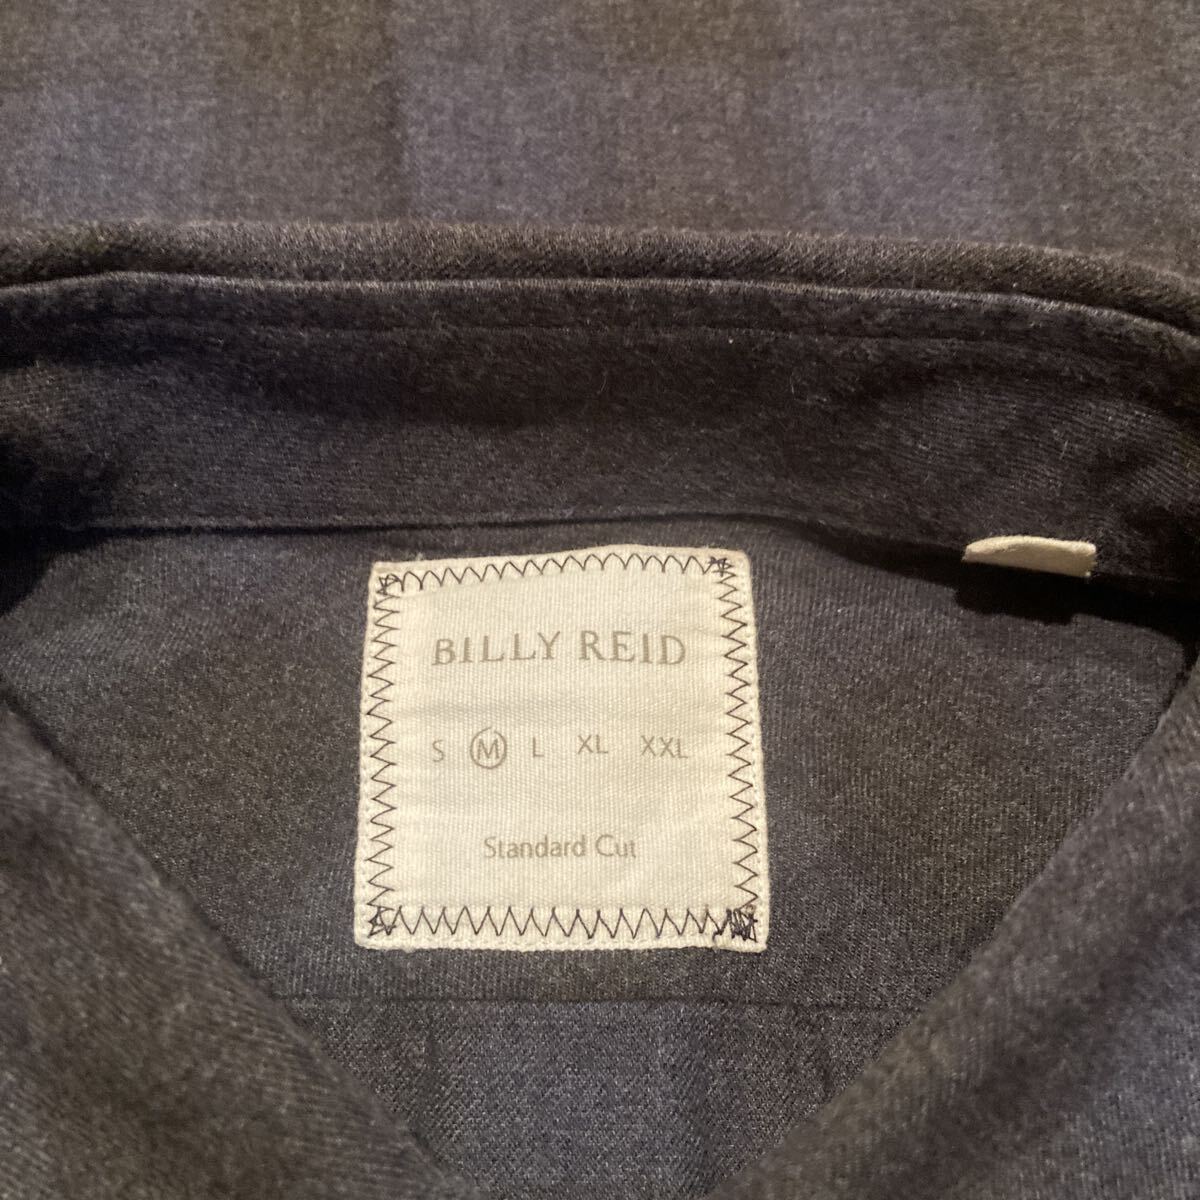 BILLY REID
S M L XL XXL
Standard Cut